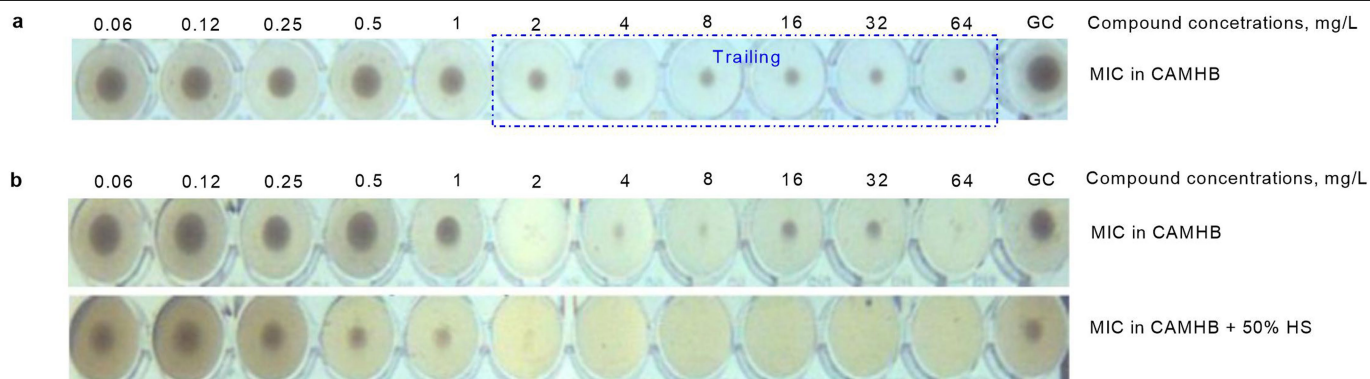 a 0.06 0.12 0.25 0.5 1 2 4 8 16 32 64 GC Compound concetrations, mg/L
Trailing
MIC in CAMHB
b 0.06 0.12 0.25 0.5 1 2 4 8 16 32 64 GC Compound concentrations, mg/L
MIC in CAMHB
MIC in CAMHB + 50% HS